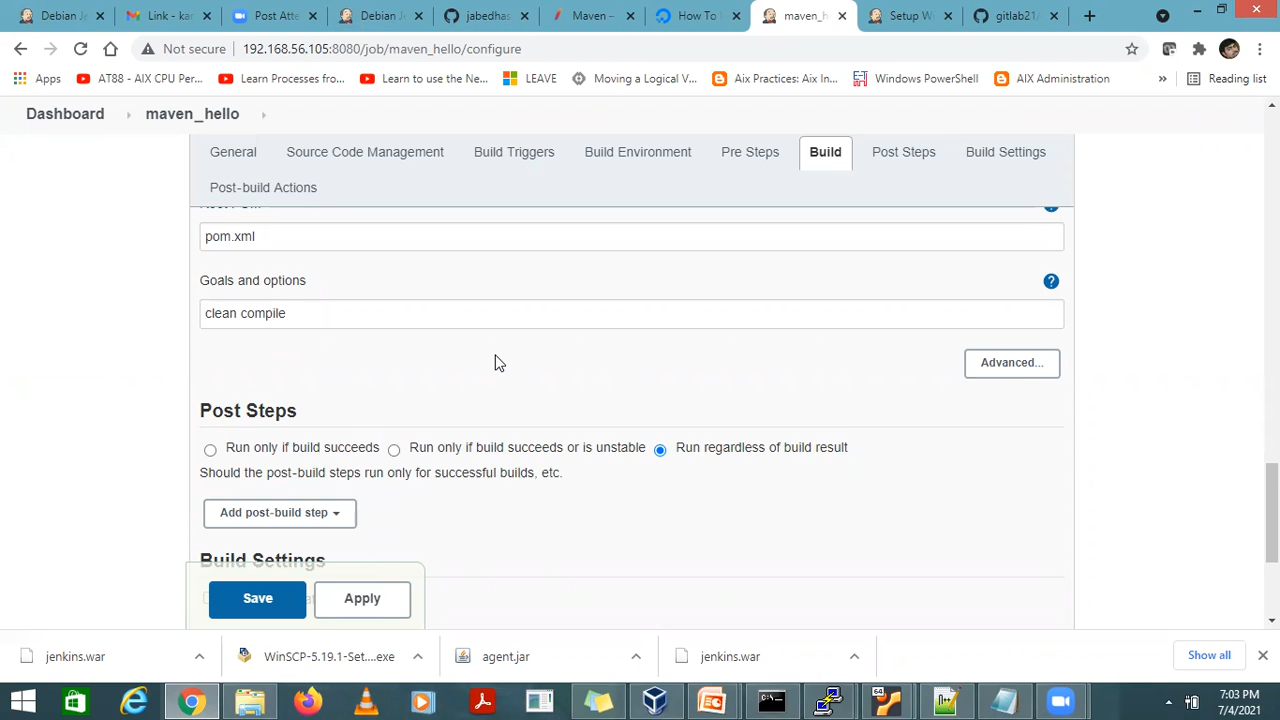 Debian Je
Link - kar
Post Atte
Debian Je
jabedhas
Maven –
How To I
maven_h
Setup Wi
gitlab21/
Not secure
192.168.56.105:8080/job/maven_hello/configure
Apps
AT88 - AIX CPU Per...
Learn Processes fro...
Learn to use the Ne...
LEAVE
Moving a Logical V...
Aix Practices: Aix In...
Windows PowerShell
AIX Administration
»
Reading list
Dashboard
maven_hello
General
Source Code Management
Build Triggers
Build Environment
Pre Steps
Build
Post Steps
Build Settings
Post-build Actions
pom.xml
Goals and options
clean compile
Advanced...
Post Steps
Run only if build succeeds
Run only if build succeeds or is unstable
Run regardless of build result
Should the post-build steps run only for successful builds, etc.
Add post-build step
Build Settings
Save
Apply
jenkins.war
WinSCP-5.19.1-Set....exe
agent.jar
jenkins.war
Show all
64
7:03 PM
7/4/2021